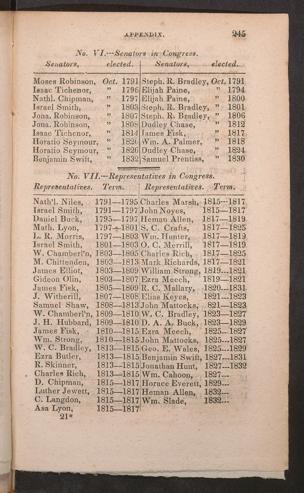 APPENDIX. 245
No. VI.—Senators in Congress.
Senators, elected. Senators, elected.
Moses Robinson, Oct. 1791 Steph. R. Bradley, Oct. 1791
Isaac Tichenor, " 1796 Elijah Paine, " 1794
Nathl. Chipman, " 1797 Elijah Paine, " 1800
Israel Smith, " 1803 Steph. R. Bradley, " 1801
Jona. Robinson, " 1807 Steph. R. Bradley, " 1806
Jona. Robinson, " 1808 Dudley Chase, " 1812
Isaac Tichenor, " 1814 James Fisk, " 1817
Horatio Seymour, " 1820 Wm. A. Palmer, " 1818
Horatio Seymour, " 1826 Dudley Chase, " 1824
Benjamin Swift, " 1832 Samuel Prentiss, " 1830
No. VII.—Representatives in Congress.
Representatives. Term. Representatives. Term.
Nath'l. Niles, 1791—1795 Charles Marsh, 1815—1817
Israel Smith, 1791—1797 John Noyes, 1815—1817
Daniel Buck, 1795—1797 Heman Allen, 1817—1819
Math. Lyon, 1797—1801 S. C. Crafts, 1817—1825
L. R. Morris, 1797—1803 Wm. Hunter, 1817—1819
Israel Smith, 1801—1803 O. C. Merrill, 1817—1819
W. Chamberl'n, 1803—1805 Charles Rich, 1817—1825
M. Chittenden, 1803—1813 Mark Richards, 1817—1821
James Elliot, 1803—1809 William Strong, 1819—1821
Gideon Olin, 1803—1807 Ezra Meech, 1819—1821
James Fisk, 1805—1809 R. C. Mallary, 1820—1831
J. Witherill, 1807—1808 Elias Keyes, 1821—1823
Samuel Shaw, 1808—1813 John Mattocks, 821—1823
W. Chamberl'n, 1809—1810 W. C. Bradley, 1823—1827
J. H. Hubbard, 1809—1810 D. A. A. Buck, 1823—1829
James Fisk, 1810—1815 Ezra Meech, 1825—1827
Wm. Strong, 1810—1815 John Mattocks, 1825—1827
W. C. Bradley, 1813—1815 Geo. E. Wales, 1825—1829
Ezra Butler, 1813—1815 Benjamin Swift, 1827—1831
R. Skinner, 1813—1815 Jonathan Hunt, 1827—1832
Charles Rich, 1813—1815 Wm. Cahoon, 1827—
D. Chipman, 1815—1817 Horace Everett, 1829—
Luther Jewett, 1815—1817 Heman Allen, 1832—
C. Langdon, 1815—1817 Wm. Slade, 1832—
Asa Lyon, 1815—1817
21*